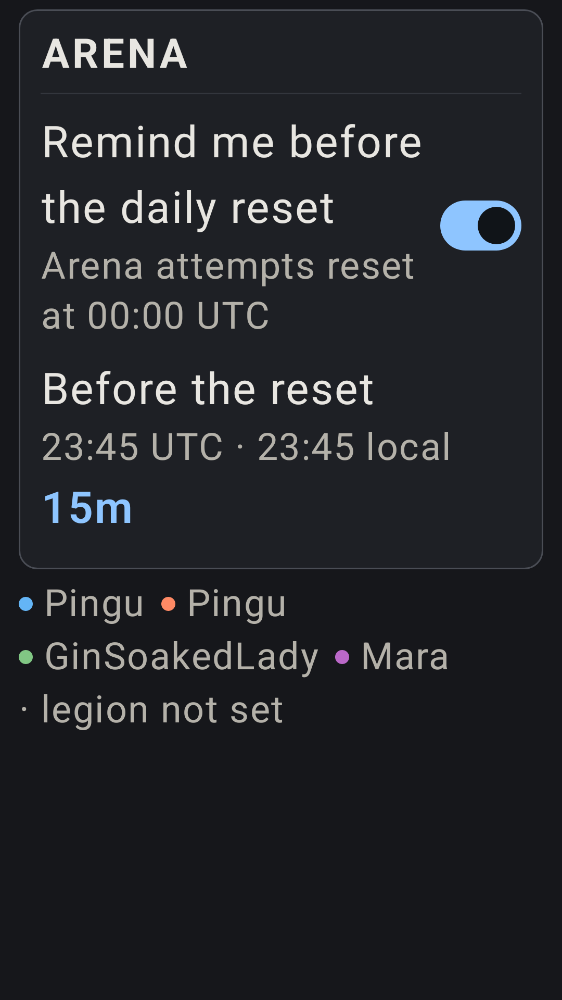 ARENA
Remind me before
the daily reset
Arena attempts reset
at 00:00 UTC
Before the reset
23:45 UTC · 23:45 local
15m
Pingu Pingu
GinSoakedLady Mara
· legion not set